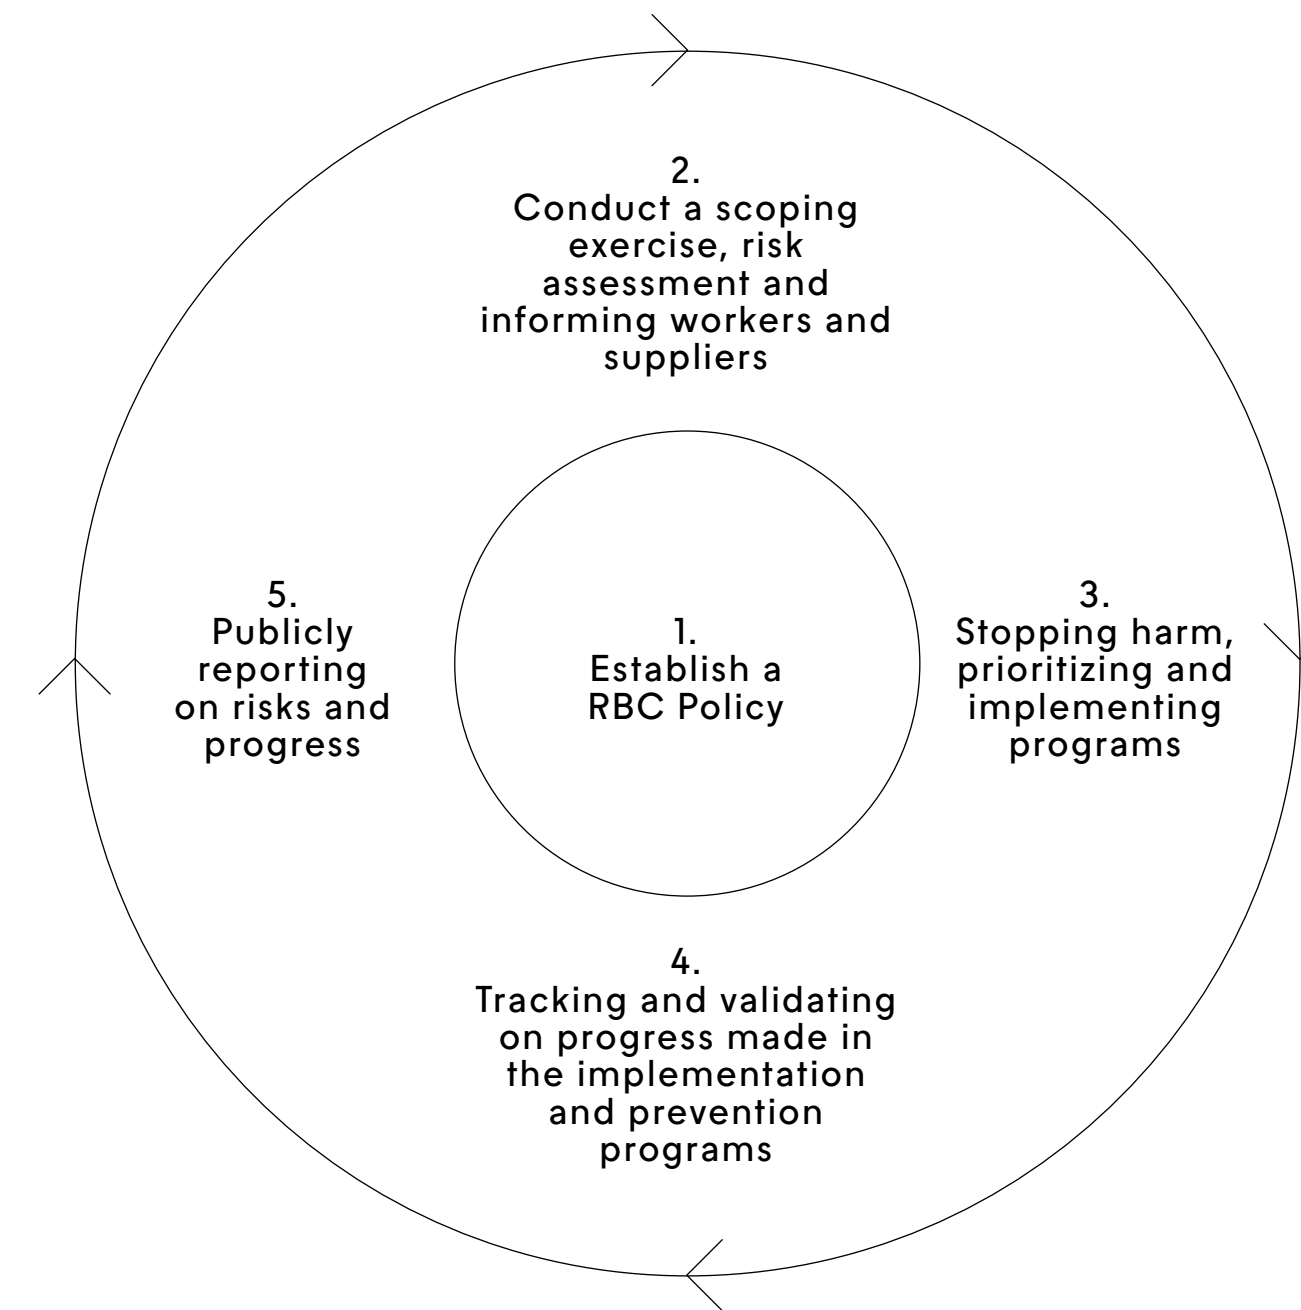 2.
Conduct a scoping
exercise, risk
assessment and
informing workers and
suppliers
5.
Publicly
reporting
on risks and
progress
1.
Establish a
RBC Policy
3.
Stopping harm,
prioritizing and
implementing
programs
4.
Tracking and validating
on progress made in
the implementation
and prevention
programs